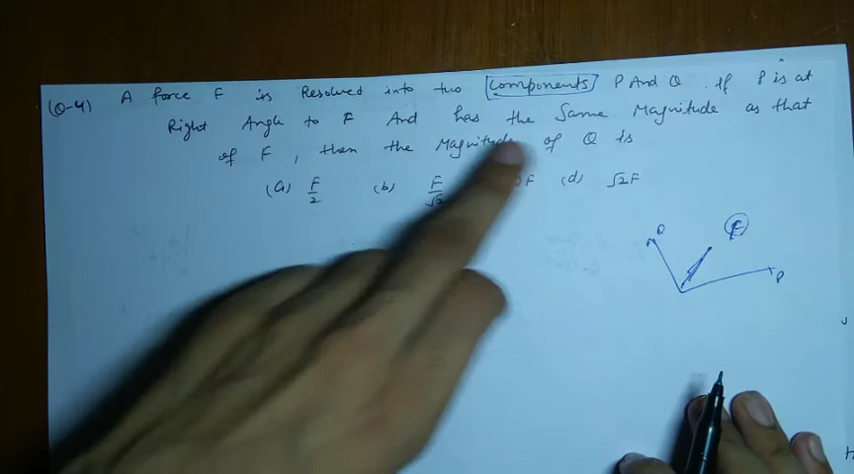 (Q-4) A force F is Resolved into two components P And Q. If P is at
Right Angle to F And has the Same Magnitude as that
of F, then the Magnitude of Q is
(a) F/2 (b) F/√2 F (d) √2F
Q F
P